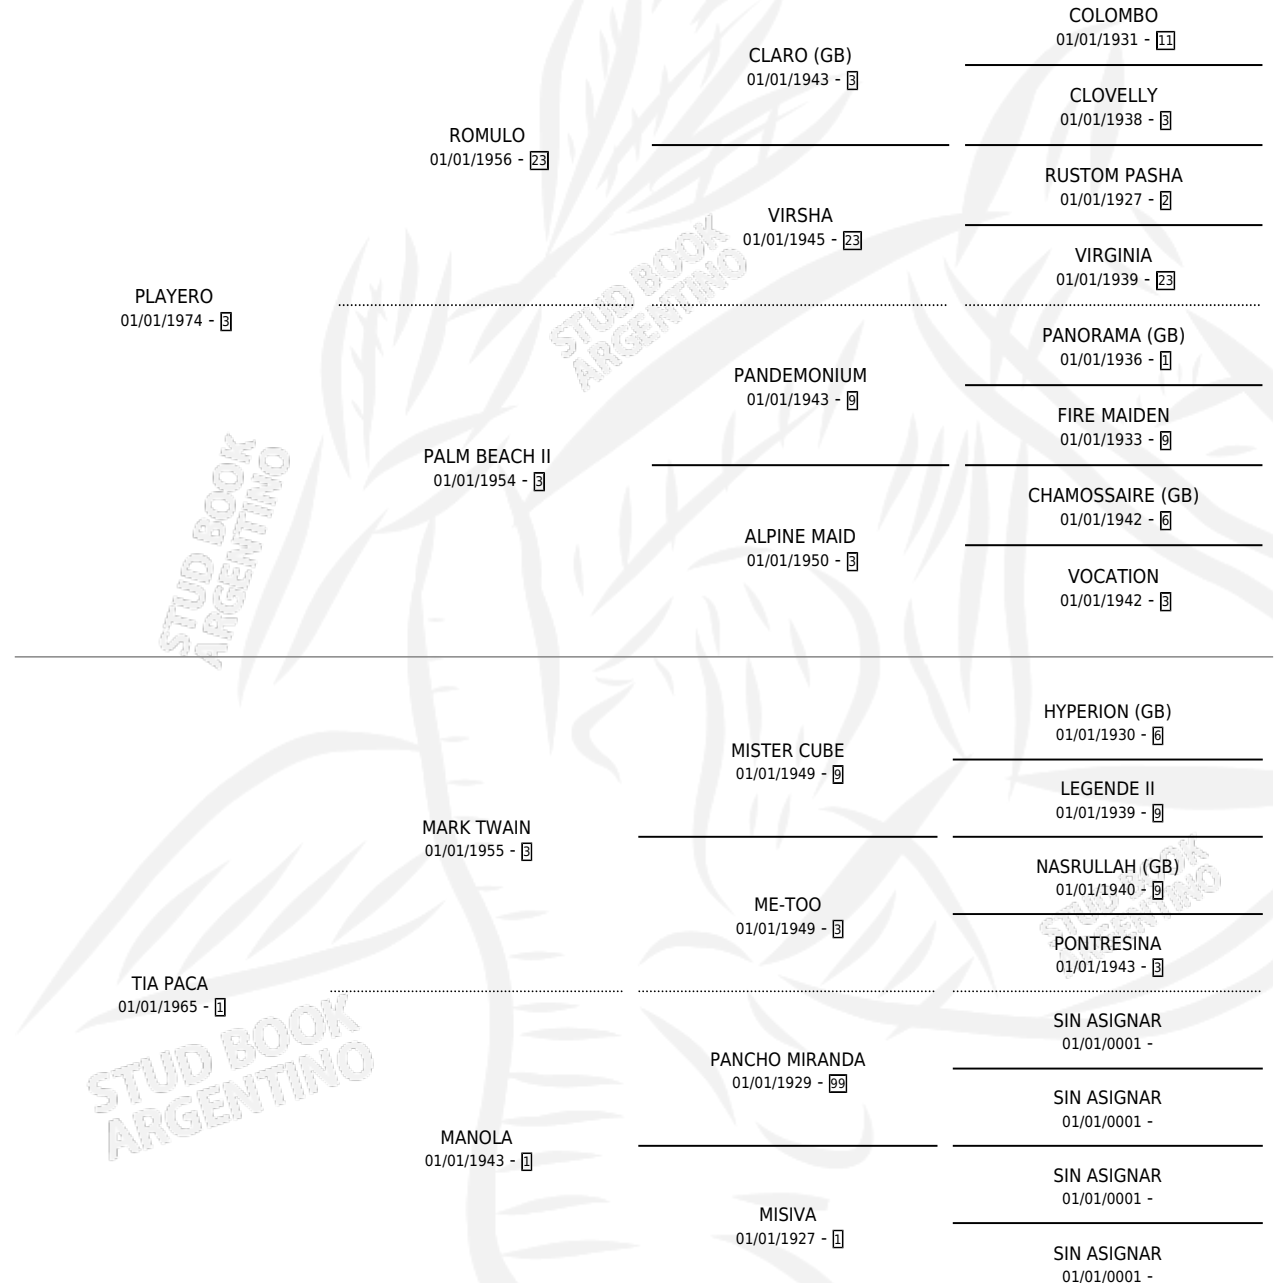 COLOMBO
01/01/1931 - 11
CLARO (GB)
01/01/1943 - 3
CLOVELLY
01/01/1938 - 3
ROMULO
01/01/1956 - 23
RUSTOM PASHA
01/01/1927 - 2
VIRSHA
01/01/1945 - 23
VIRGINIA
01/01/1939 - 23
PLAYERO
01/01/1974 - 3
PANORAMA (GB)
01/01/1936 - 1
PANDEMONIUM
01/01/1943 - 9
FIRE MAIDEN
01/01/1933 - 9
PALM BEACH II
01/01/1954 - 3
CHAMOSSAIRE (GB)
01/01/1942 - 6
ALPINE MAID
01/01/1950 - 3
VOCATION
01/01/1942 - 3
HYPERION (GB)
01/01/1930 - 6
MISTER CUBE
01/01/1949 - 9
LEGENDE II
01/01/1939 - 9
MARK TWAIN
01/01/1955 - 3
NASRULLAH (GB)
01/01/1940 - 9
ME-TOO
01/01/1949 - 3
PONTRESINA
01/01/1943 - 3
TIA PACA
01/01/1965 - 1
SIN ASIGNAR
01/01/0001 -
PANCHO MIRANDA
01/01/1929 - 99
SIN ASIGNAR
01/01/0001 -
MANOLA
01/01/1943 - 1
SIN ASIGNAR
01/01/0001 -
MISIVA
01/01/1927 - 1
SIN ASIGNAR
01/01/0001 -
STUD BOOK
ARGENTINO
STUD BOOK
ARGENTINO
STUD BOOK
ARGENTINO
STUD BOOK
ARGENTINO